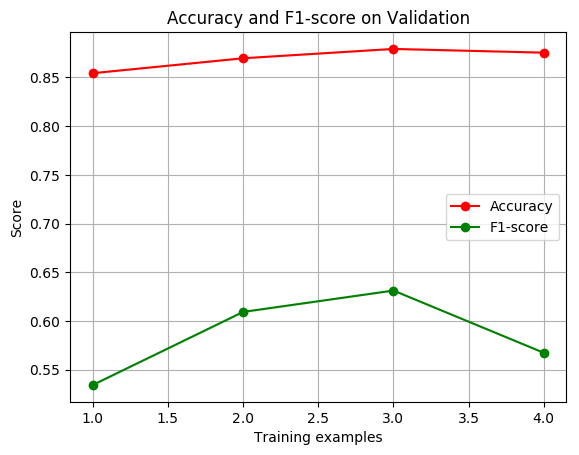 Accuracy and F1-score on Validation
0.85
0.80
0.75
0.70
0.65
0.60
0.55
Score
Accuracy
F1-score
1.0 1.5 2.0 2.5 3.0 3.5 4.0
Training examples